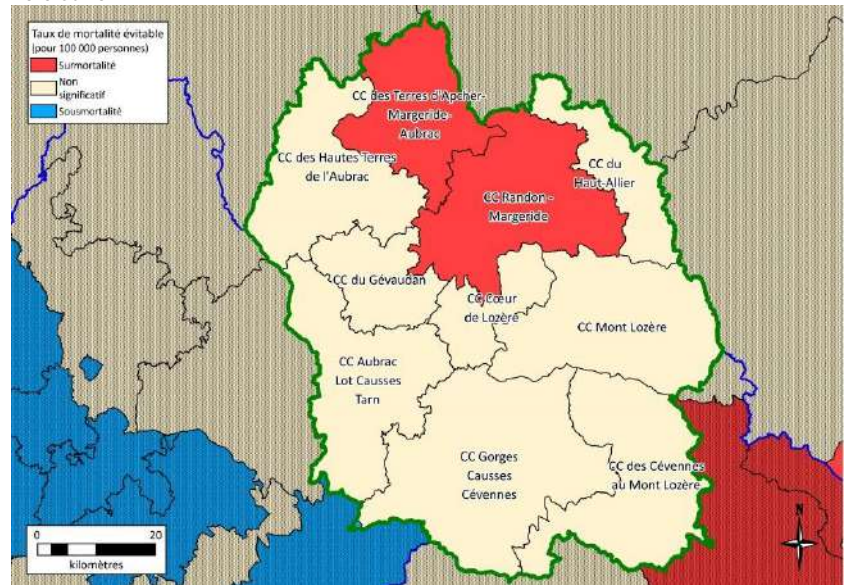 Taux de mortalité évitable
(pour 100 000 personnes)
Surmortalité
Non
significatif
Sousmortalité
CC des Terres d'Apcher-
Margeride-
Aubrac
CC des Hautes Terres
de l'Aubrac
CC du
Haut-Allier
CC Randon -
Margeride
CC du Gévaudan
CC Cœur
de Lozère
CC Mont Lozère
CC Aubrac
Lot Causses
Tarn
CC Gorges
Causses
Cévennes
CC des Cévennes
au Mont Lozère
0 20
kilomètres
N